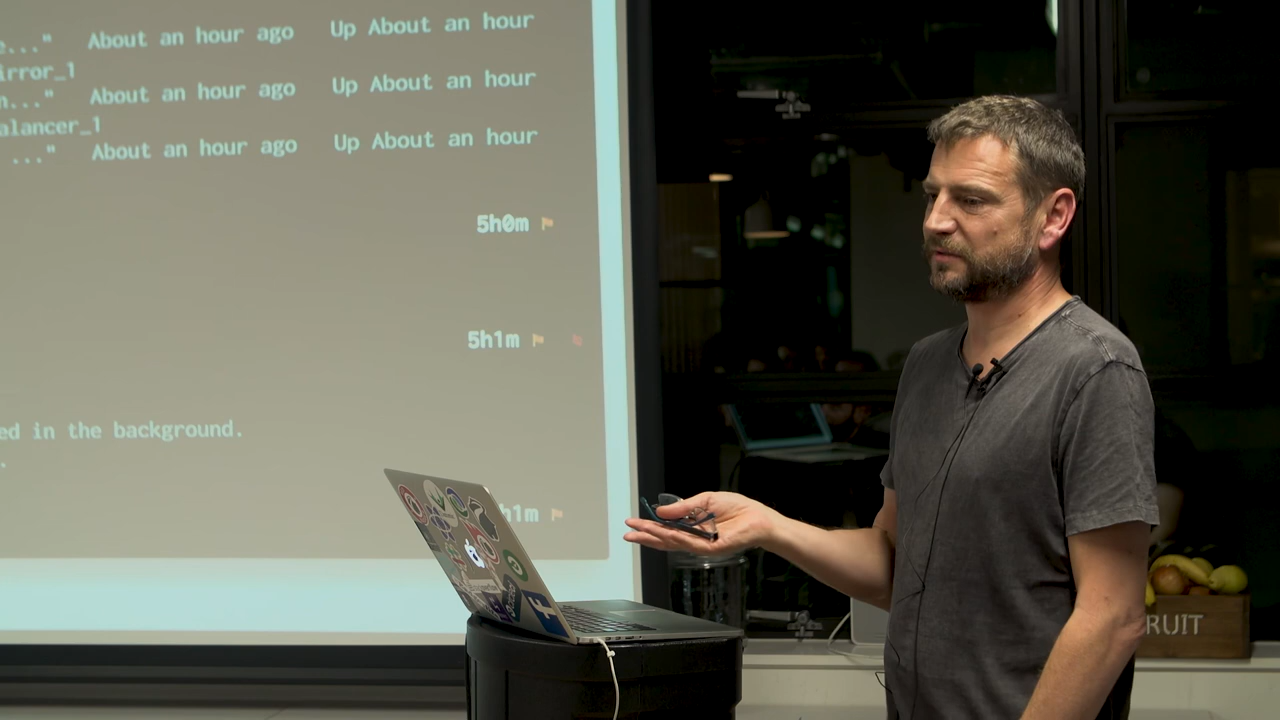 e..." About an hour ago Up About an hour
irror_1
n..." About an hour ago Up About an hour
alancer_1
..." About an hour ago Up About an hour
5h0m
5h1m
ed in the background.
.
h1m
RUIT